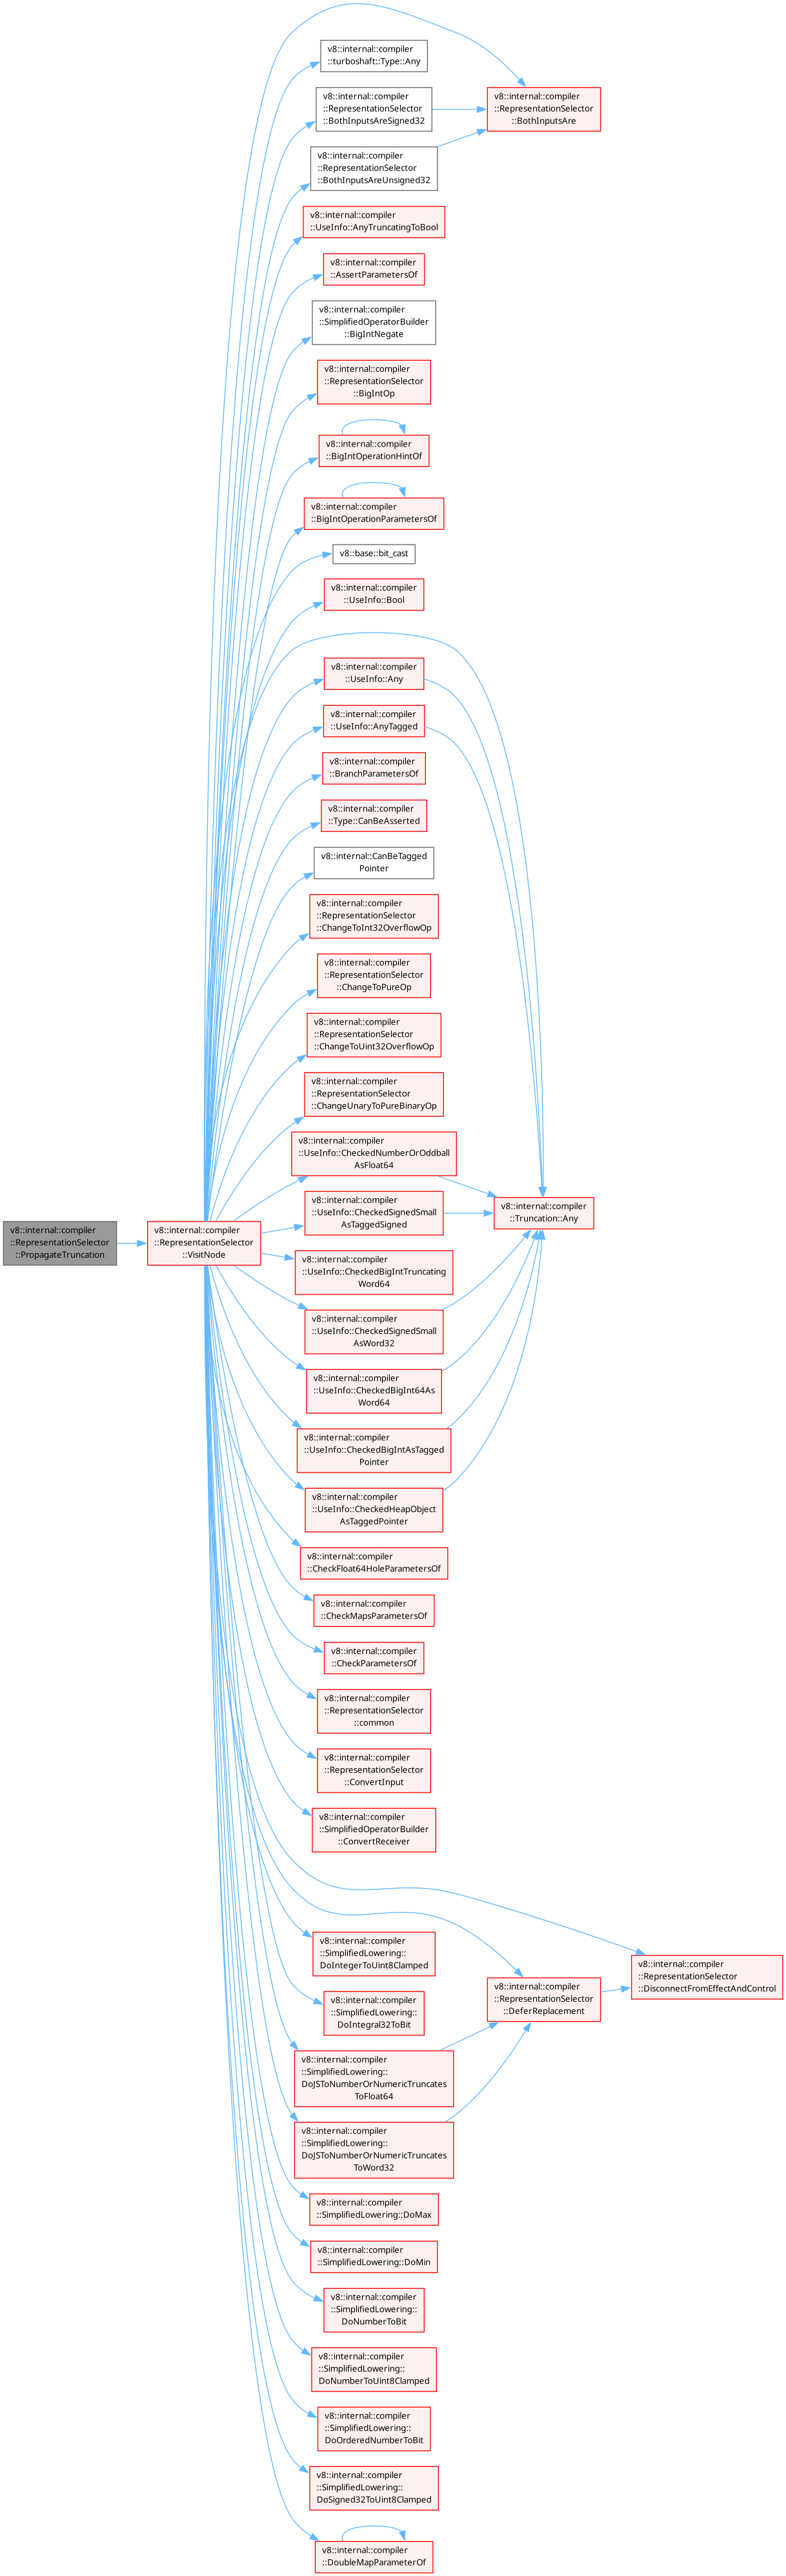 v8::internal::compiler
::turboshaft::Type::Any
v8::internal::compiler
::RepresentationSelector
::BothInputsAreSigned32
v8::internal::compiler
::RepresentationSelector
::BothInputsAre
v8::internal::compiler
::RepresentationSelector
::BothInputsAreUnsigned32
v8::internal::compiler
::UseInfo::AnyTruncatingToBool
v8::internal::compiler
::AssertParametersOf
v8::internal::compiler
::SimplifiedOperatorBuilder
::BigIntNegate
v8::internal::compiler
::RepresentationSelector
::BigIntOp
v8::internal::compiler
::BigIntOperationHintOf
v8::internal::compiler
::BigIntOperationParametersOf
v8::base::bit_cast
v8::internal::compiler
::UseInfo::Bool
v8::internal::compiler
::UseInfo::Any
v8::internal::compiler
::UseInfo::AnyTagged
v8::internal::compiler
::BranchParametersOf
v8::internal::compiler
::Type::CanBeAsserted
v8::internal::CanBeTagged
Pointer
v8::internal::compiler
::RepresentationSelector
::ChangeToInt32OverflowOp
v8::internal::compiler
::RepresentationSelector
::ChangeToPureOp
v8::internal::compiler
::RepresentationSelector
::ChangeToUint32OverflowOp
v8::internal::compiler
::RepresentationSelector
::ChangeUnaryToPureBinaryOp
v8::internal::compiler
::UseInfo::CheckedNumberOrOddball
AsFloat64
v8::internal::compiler
::UseInfo::CheckedSignedSmall
AsTaggedSigned
v8::internal::compiler
::Truncation::Any
v8::internal::compiler
::RepresentationSelector
::PropagateTruncation
v8::internal::compiler
::RepresentationSelector
::VisitNode
v8::internal::compiler
::UseInfo::CheckedBigIntTruncating
Word64
v8::internal::compiler
::UseInfo::CheckedSignedSmall
AsWord32
v8::internal::compiler
::UseInfo::CheckedBigInt64As
Word64
v8::internal::compiler
::UseInfo::CheckedBigIntAsTagged
Pointer
v8::internal::compiler
::UseInfo::CheckedHeapObject
AsTaggedPointer
v8::internal::compiler
::CheckFloat64HoleParametersOf
v8::internal::compiler
::CheckMapsParametersOf
v8::internal::compiler
::CheckParametersOf
v8::internal::compiler
::RepresentationSelector
::common
v8::internal::compiler
::RepresentationSelector
::ConvertInput
v8::internal::compiler
::SimplifiedOperatorBuilder
::ConvertReceiver
v8::internal::compiler
::SimplifiedLowering::
DoIntegerToUint8Clamped
v8::internal::compiler
::RepresentationSelector
::DisconnectFromEffectAndControl
v8::internal::compiler
::RepresentationSelector
::DeferReplacement
v8::internal::compiler
::SimplifiedLowering::
DoIntegral32ToBit
v8::internal::compiler
::SimplifiedLowering::
DoJSToNumberOrNumericTruncates
ToFloat64
v8::internal::compiler
::SimplifiedLowering::
DoJSToNumberOrNumericTruncates
ToWord32
v8::internal::compiler
::SimplifiedLowering::DoMax
v8::internal::compiler
::SimplifiedLowering::DoMin
v8::internal::compiler
::SimplifiedLowering::
DoNumberToBit
v8::internal::compiler
::SimplifiedLowering::
DoNumberToUint8Clamped
v8::internal::compiler
::SimplifiedLowering::
DoOrderedNumberToBit
v8::internal::compiler
::SimplifiedLowering::
DoSigned32ToUint8Clamped
v8::internal::compiler
::DoubleMapParameterOf